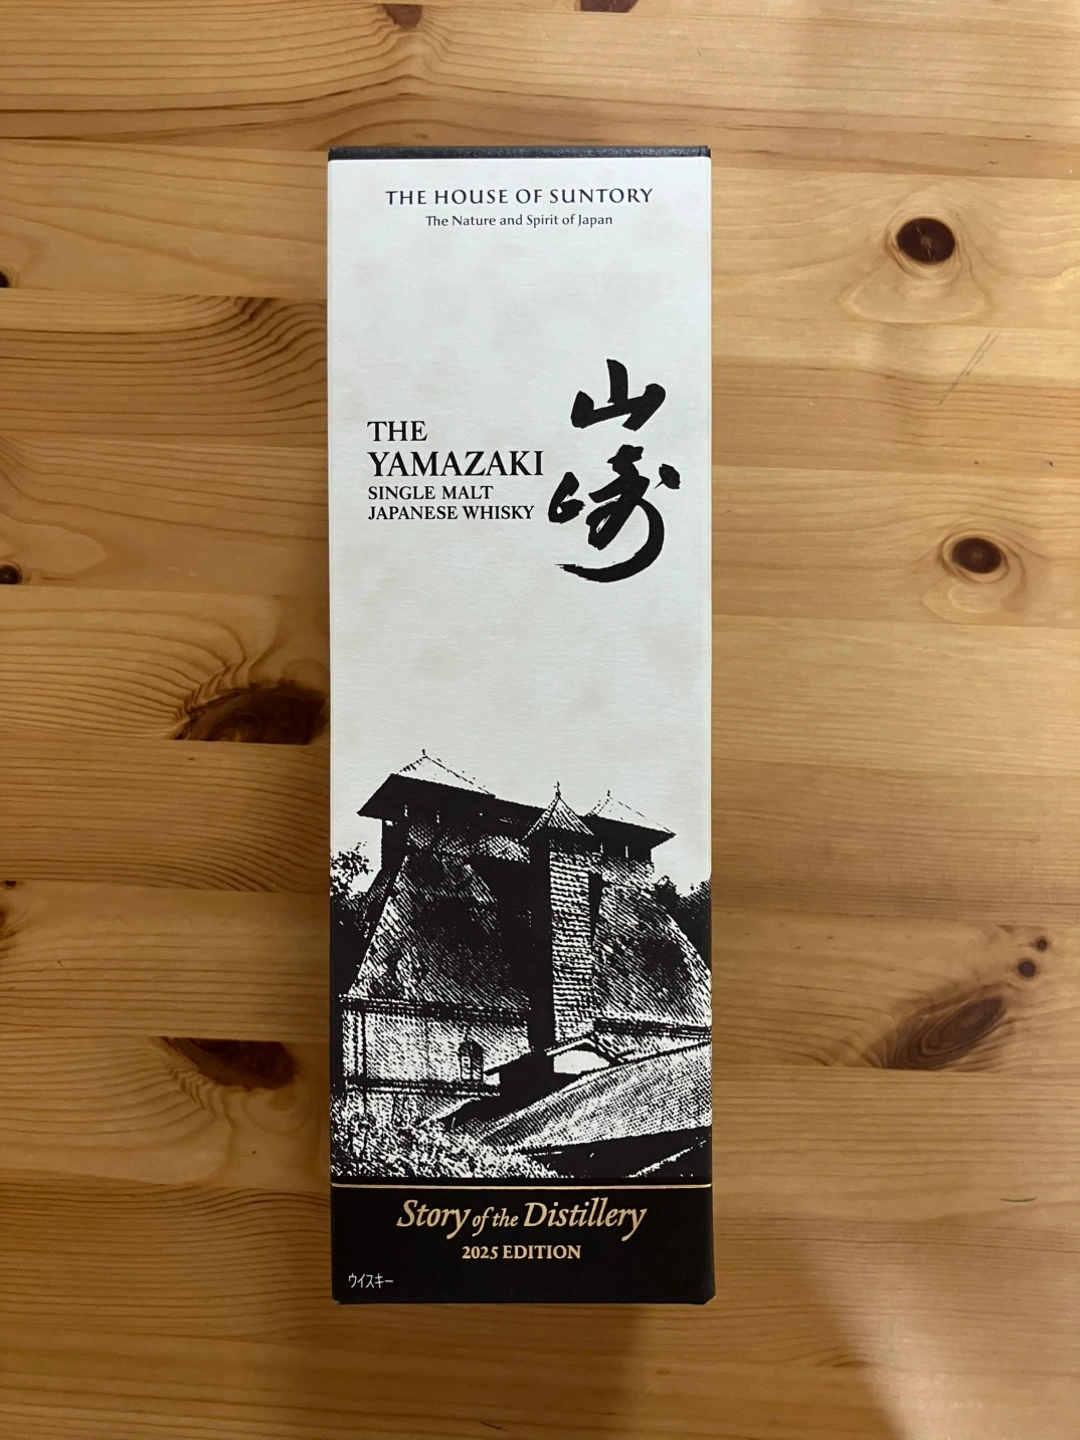 THE HOUSE OF SUNTORY
The Nature and Spirit of Japan
山崎
THE
YAMAZAKI
SINGLE MALT
JAPANESE WHISKY
Story of the Distillery
2025 EDITION
ウイスキー